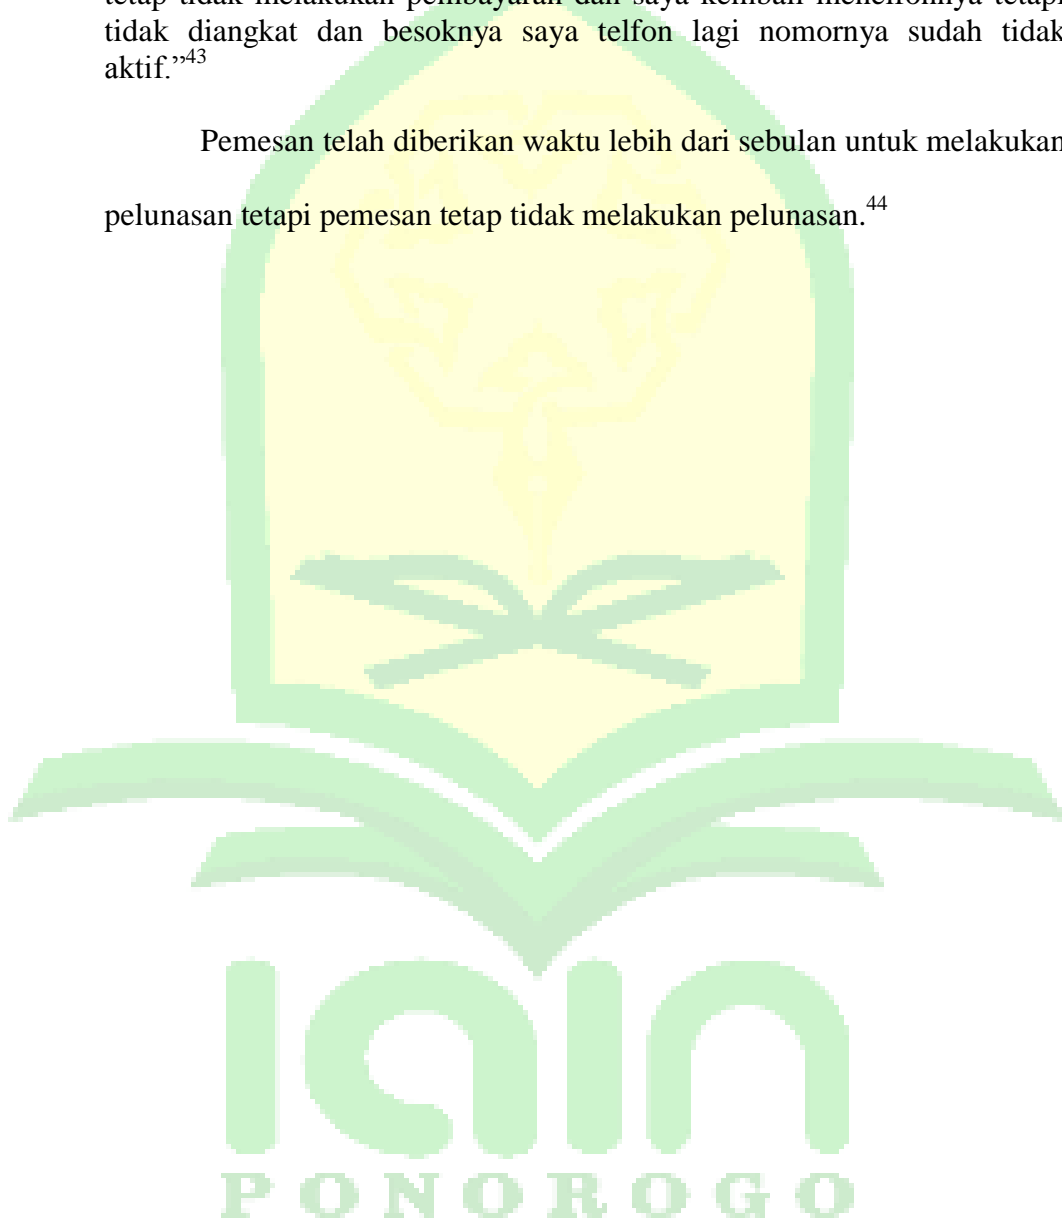 tetap tidak melakukan pembayaran dan saya kembali menelfonnya tetapi
tidak diangkat dan besoknya saya telfon lagi nomornya sudah tidak
aktif.”43
Pemesan telah diberikan waktu lebih dari sebulan untuk melakukan
pelunasan tetapi pemesan tetap tidak melakukan pelunasan.44
iain
PONOROGO